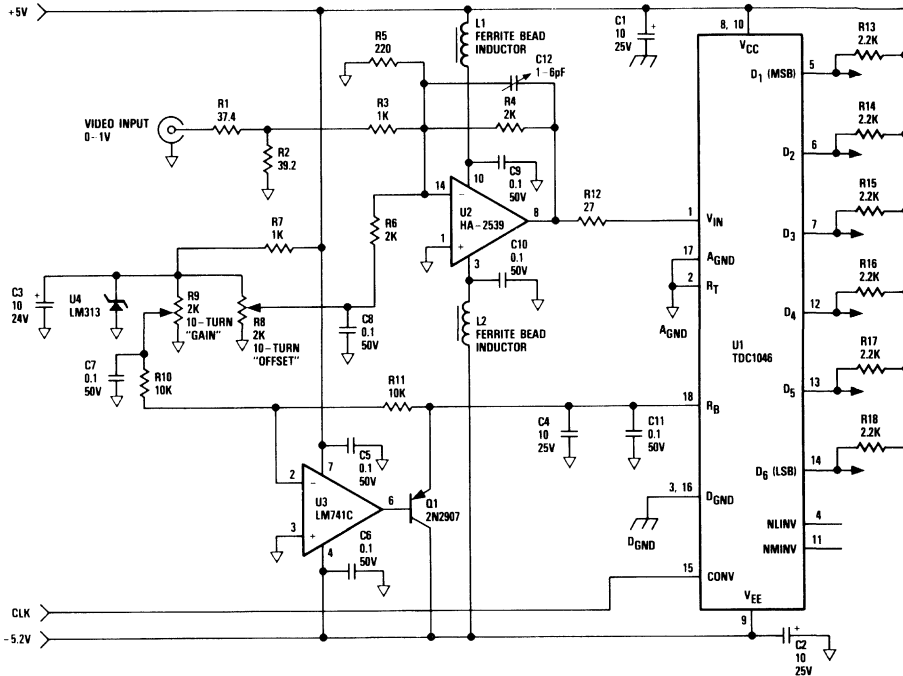 +5V
L1
FERRITE BEAD
INDUCTOR
C1
10
25V
+
8, 10
VCC
R13
2.2K
D1 (MSB)
5
R5
220
C12
1-6pF
R1
37.4
R3
1K
R4
2K
VIDEO INPUT
0-1V
R2
39.2
R14
2.2K
D2
6
10
C9
0.1
50V
14
−
U2
HA-2539
8
R12
27
1
VIN
R15
2.2K
D3
7
R6
2K
R7
1K
1
+
3
C10
0.1
50V
17
AGND
2
RT
AGND
R16
2.2K
D4
12
C3
10
24V
+
U4
LM313
R9
2K
10-TURN
"GAIN"
R8
2K
10-TURN
"OFFSET"
C8
0.1
50V
L2
FERRITE BEAD
INDUCTOR
U1
TDC1046
R17
2.2K
D5
13
C7
0.1
50V
R10
10K
R11
10K
C4
10
25V
C11
0.1
50V
18
RB
R18
2.2K
D6 (LSB)
14
C5
0.1
50V
7
2
−
U3
LM741C
6
Q1
2N2907
3
+
4
C6
0.1
50V
3, 16
DGND
DGND
NLINV
4
NMINV
11
15
CONV
CLK
VEE
9
-5.2V
+
C2
10
25V